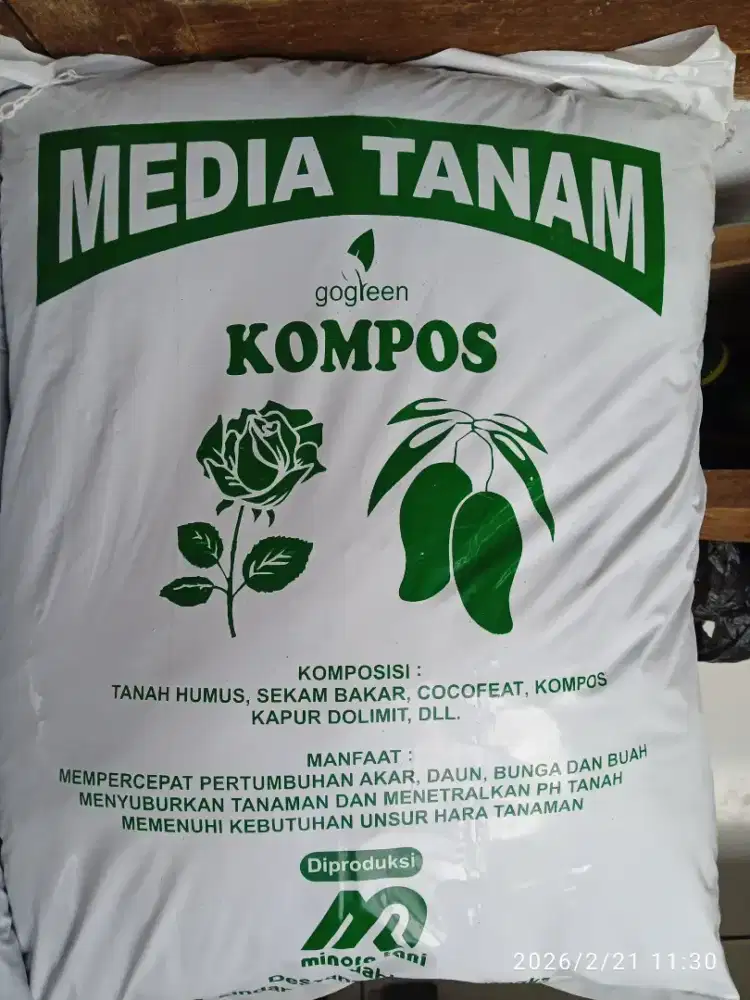 MEDIA TANAM
gogreen
KOMPOS
KOMPOSISI :
TANAH HUMUS, SEKAM BAKAR, COCOFEAT, KOMPOS
KAPUR DOLIMIT, DLL.
MANFAAT :
MEMPERCEPAT PERTUMBUHAN AKAR, DAUN, BUNGA DAN BUAH
MENYUBURKAN TANAMAN DAN MENETRALKAN PH TANAH
MEMENUHI KEBUTUHAN UNSUR HARA TANAMAN
Diproduksi
minoro tani
2026/2/21 11:30